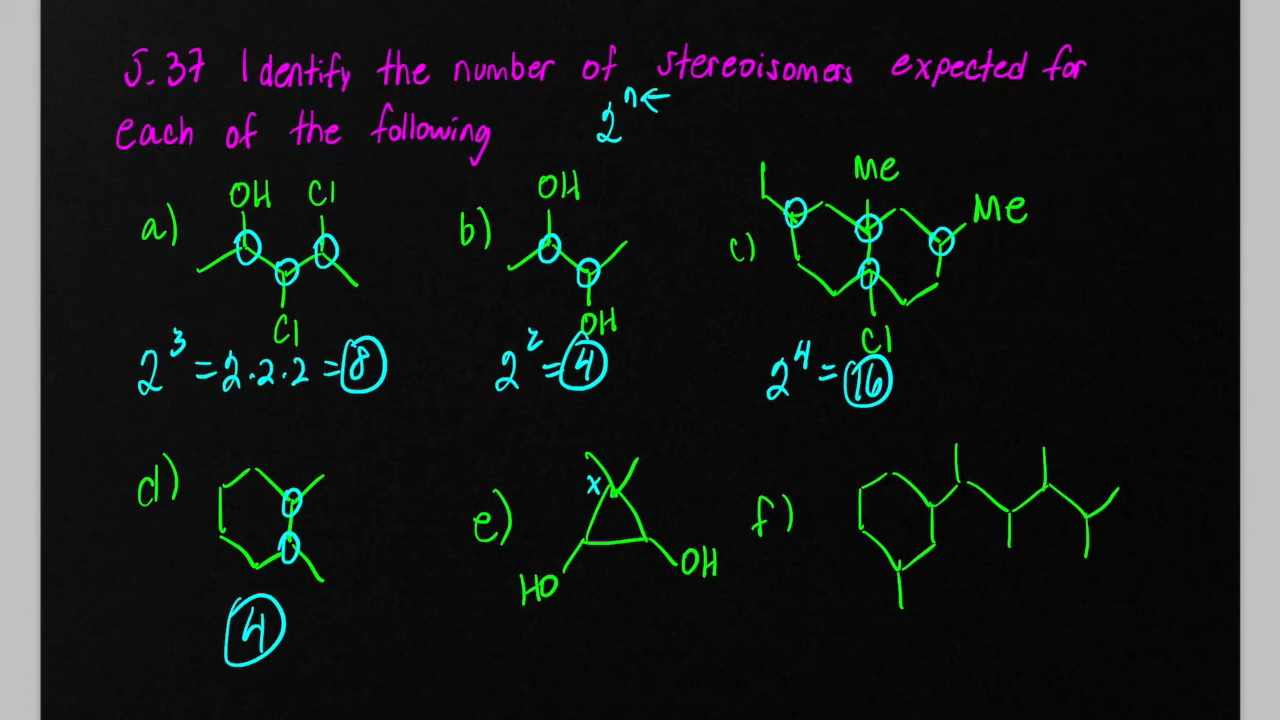 5.37 Identify the number of stereoisomers expected for
each of the following 2ⁿ ←
a) OH Cl
Cl
2³ = 2·2·2 = 8
b) OH
OH
2² = 4
c) Me
Me
Cl
2⁴ = 16
d)
4
e) x
HO OH
f)